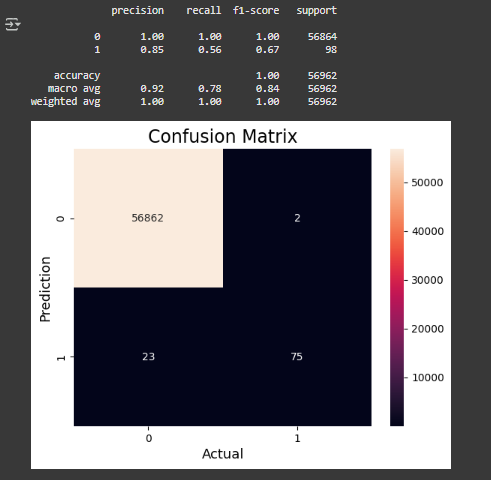 precision recall f1-score support
0 1.00 1.00 1.00 56864
1 0.85 0.56 0.67 98
accuracy 1.00 56962
macro avg 0.92 0.78 0.84 56962
weighted avg 1.00 1.00 1.00 56962
Confusion Matrix
0 56862 2 50000
40000
Prediction
30000
20000
1 23 75
10000
0 1
Actual